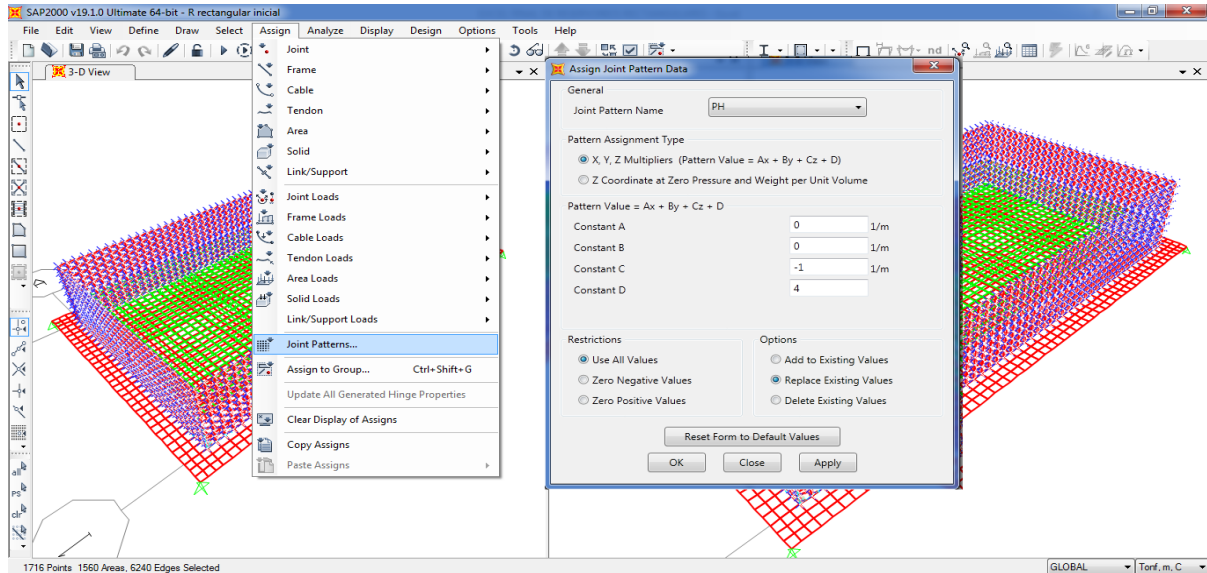 SAP2000 v19.1.0 Ultimate 64-bit - R rectangular inicial
File Edit View Define Draw Select Assign Analyze Display Design Options Tools Help
nd
3-D View
Joint
Frame
Cable
Tendon
Area
Solid
Link/Support
Joint Loads
Frame Loads
Cable Loads
Tendon Loads
Area Loads
Solid Loads
Link/Support Loads
Joint Patterns...
Assign to Group... Ctrl+Shift+G
Update All Generated Hinge Properties
Clear Display of Assigns
Copy Assigns
Paste Assigns
Assign Joint Pattern Data
General
Joint Pattern Name PH
Pattern Assignment Type
X, Y, Z Multipliers (Pattern Value = Ax + By + Cz + D)
Z Coordinate at Zero Pressure and Weight per Unit Volume
Pattern Value = Ax + By + Cz + D
Constant A 0 1/m
Constant B 0 1/m
Constant C -1 1/m
Constant D 4
Restrictions
Use All Values
Zero Negative Values
Zero Positive Values
Options
Add to Existing Values
Replace Existing Values
Delete Existing Values
Reset Form to Default Values
OK Close Apply
all
PS
clr
1716 Points 1560 Areas, 6240 Edges Selected
GLOBAL Tonf, m, C